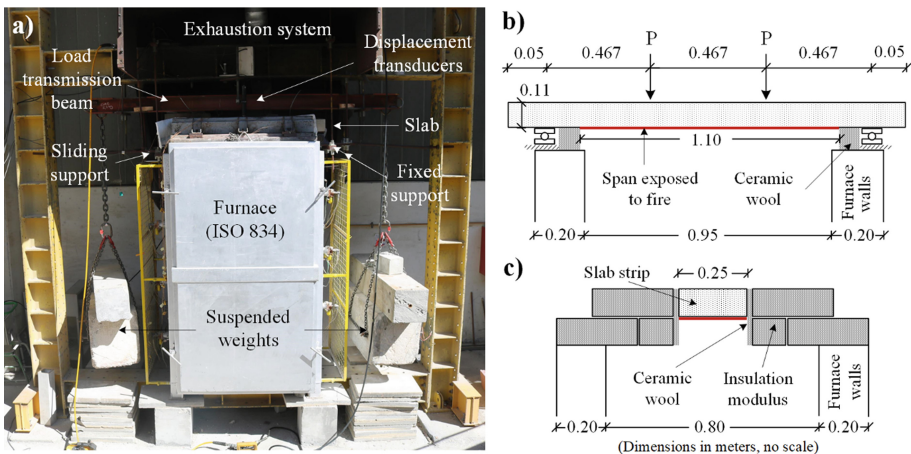 a)
Exhaustion system
Load
transmission
beam
Displacement
transducers
Slab
Sliding
support
Fixed
support
Furnace
(ISO 834)
Suspended
weights
b)
P
P
0.05
0.467
0.467
0.467
0.05
0.11
1.10
Span exposed
to fire
Ceramic
wool
Furnace
walls
0.20
0.95
0.20
c)
Slab strip
0.25
Ceramic
wool
Insulation
modulus
Furnace
walls
0.20
0.80
0.20
(Dimensions in meters, no scale)